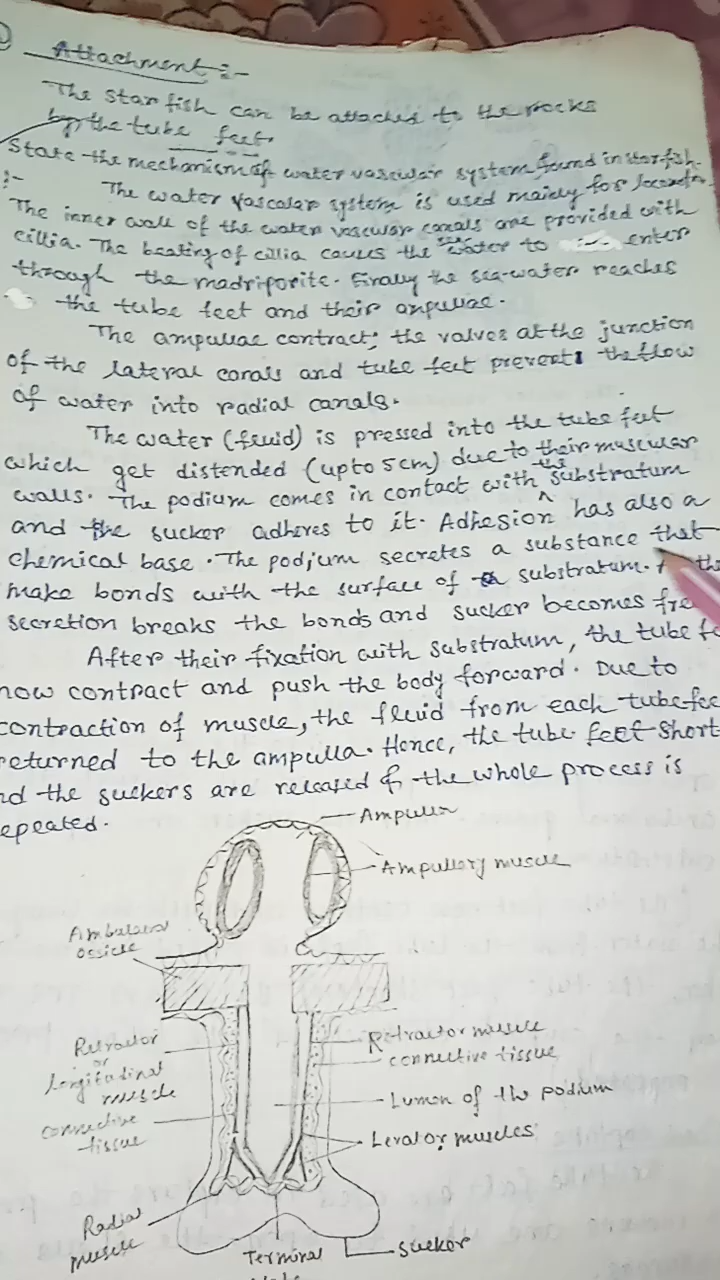 Attachment :-
The star fish can be attached to the rocks
by the tube feet.
State the mechanism of water vascular system found in starfish.
:- The water vascolar system is used mainly for
The inner wall of the water vascular canals are provided with
cillia. The beating of cillia causes the sea water to enter
through the madriporite. Finally the sea-water reaches
the tube feet and their ampullae.
The ampullae contract; the valves at the junction
of the lateral canals and tube feet prevent the flow
of water into radial canals.
The water (fluid) is pressed into the tube feet
which get distended (upto 5cm) due to their muscular
walls. The podium comes in contact with the substratum
and the sucker adheres to it. Adhesion has also a
chemical base. The podium secretes a substance that
make bonds with the surface of substratum.
secretion breaks the bonds and sucker becomes fre
After their fixation with substratum, the tube fe
now contract and push the body forward. Due to
contraction of muscle, the fluid from each tube-fee
returned to the ampulla. Hence, the tube feet short
nd the suckers are released & the whole process is
epeated.
Ampulla
Ampullory muscle
Ambulacral
ossicle
Retractor
or
longitudinal
muscle
connective
tissue
Retractor muscle
connective tissue
Lumen of the podium
Levator muscles
Radial
muscle
Terminal
sucker